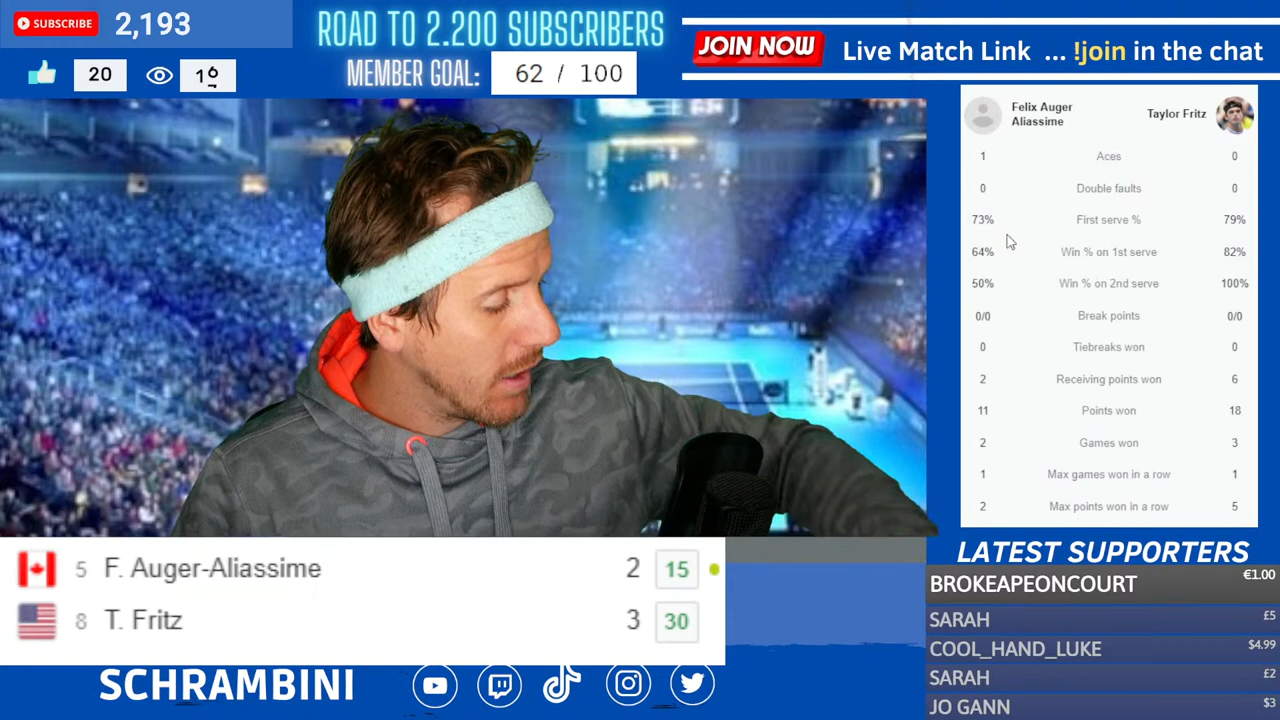 SUBSCRIBE 2,193
20
ROAD TO 2.200 SUBSCRIBERS
MEMBER GOAL: 62 / 100
JOIN NOW Live Match Link ... !join in the chat
Felix Auger
Aliassime
Taylor Fritz
1 Aces 0
0 Double faults 0
73% First serve % 79%
64% Win % on 1st serve 82%
50% Win % on 2nd serve 100%
0/0 Break points 0/0
0 Tiebreaks won 0
2 Receiving points won 6
11 Points won 18
2 Games won 3
1 Max games won in a row 1
2 Max points won in a row 5
5 F. Auger-Aliassime 2 15
8 T. Fritz 3 30
SCHRAMBINI
LATEST SUPPORTERS
BROKEAPEONCOURT €1.00
SARAH £5
COOL_HAND_LUKE $4.99
SARAH £2
JO GANN $3